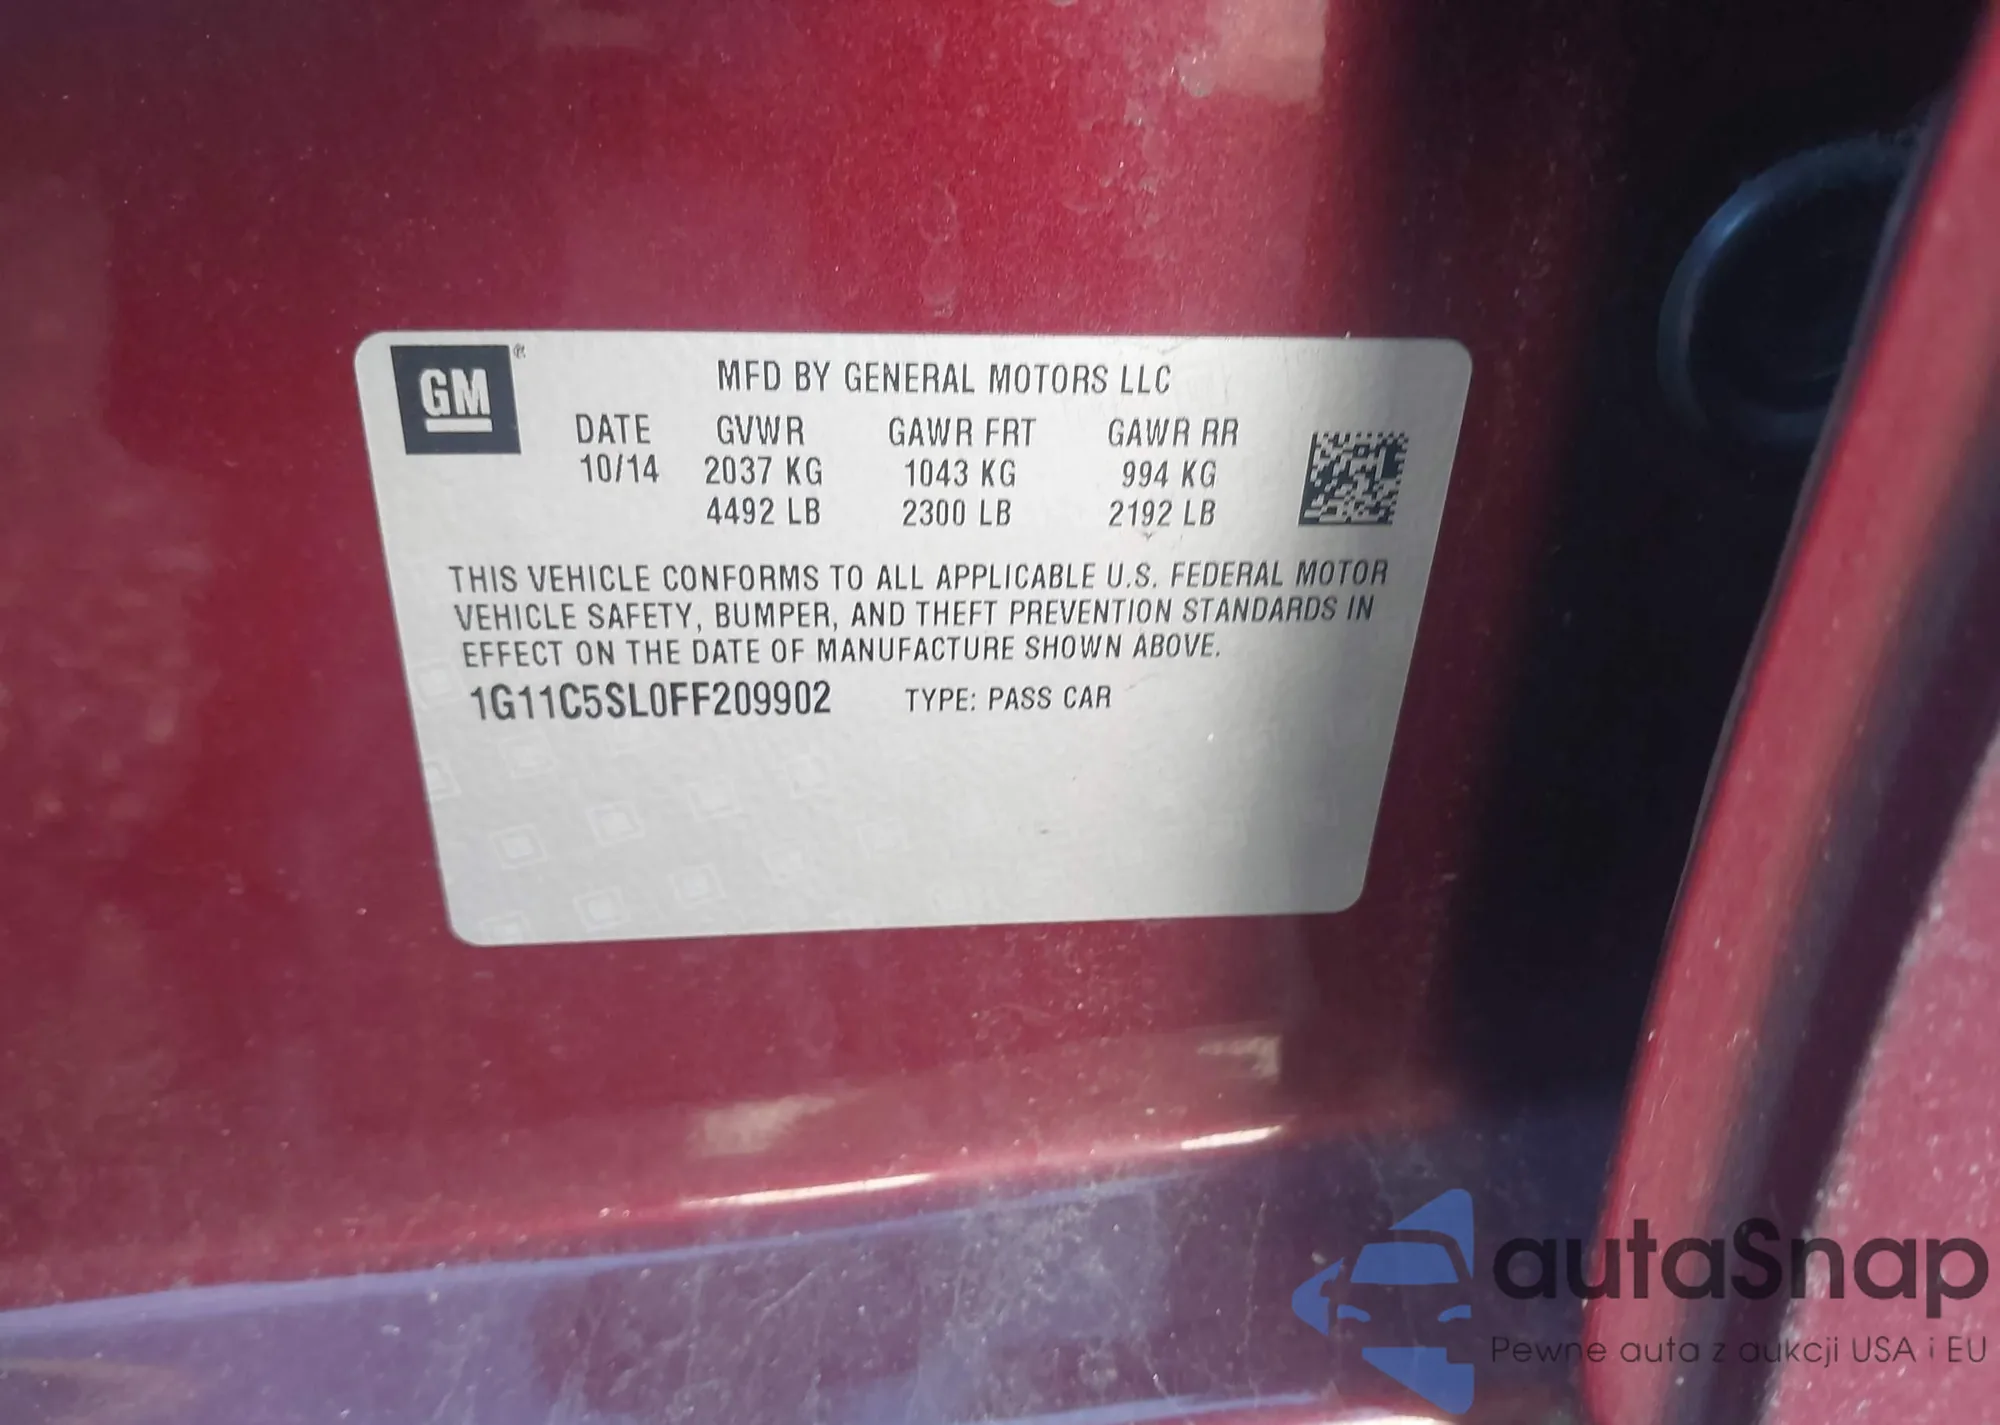 GM®
MFD BY GENERAL MOTORS LLC
DATE GVWR GAWR FRT GAWR RR
10/14 2037 KG 1043 KG 994 KG
4492 LB 2300 LB 2192 LB
THIS VEHICLE CONFORMS TO ALL APPLICABLE U.S. FEDERAL MOTOR
VEHICLE SAFETY, BUMPER, AND THEFT PREVENTION STANDARDS IN
EFFECT ON THE DATE OF MANUFACTURE SHOWN ABOVE.
1G11C5SL0FF209902 TYPE: PASS CAR
autaSnap
Pewne auta z aukcji USA i EU